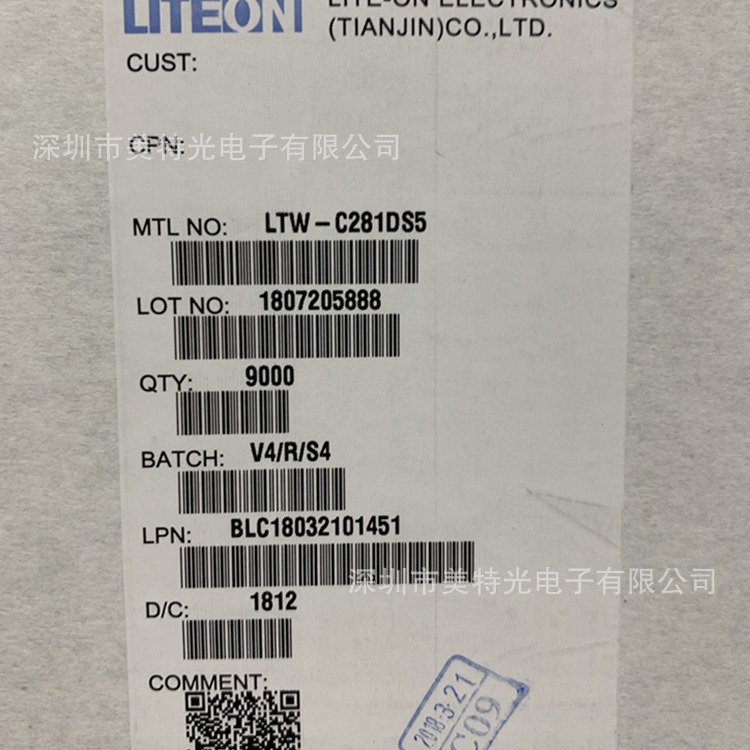 LITEON
LITE-ON ELECTRONICS
(TIANJIN)CO.,LTD.
CUST:
CPN:
深圳市美特光电子有限公司
MTL NO: LTW-C281DS5
LOT NO: 1807205888
QTY: 9000
BATCH: V4/R/S4
LPN: BLC18032101451
深圳市美特光电子有限公司
D/C: 1812
COMMENT:
2018-3-21
C09